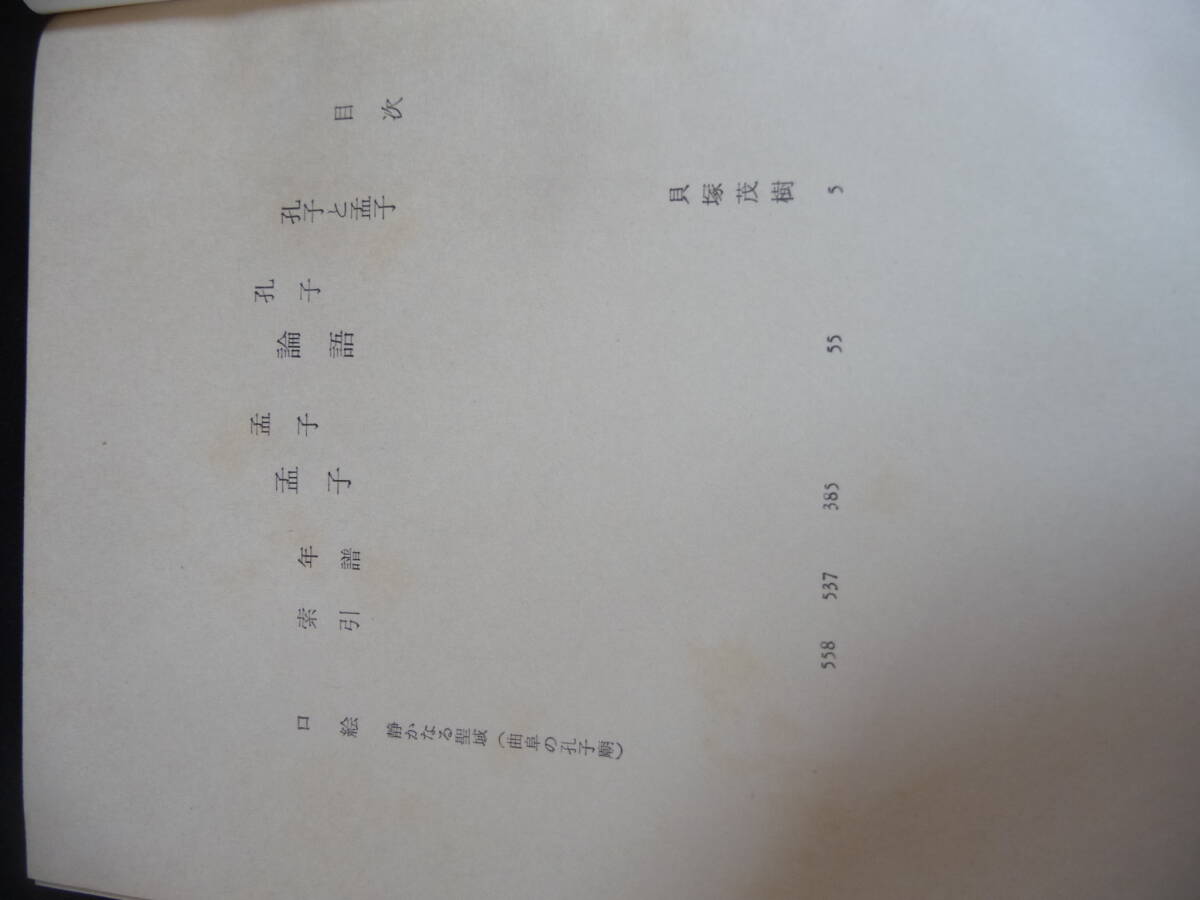 目次
孔子と孟子 貝塚茂樹 5
孔子
論語 55
孟子
孟子 385
年譜 537
索引 558
口絵 静かなる聖域（曲阜の孔子廟）